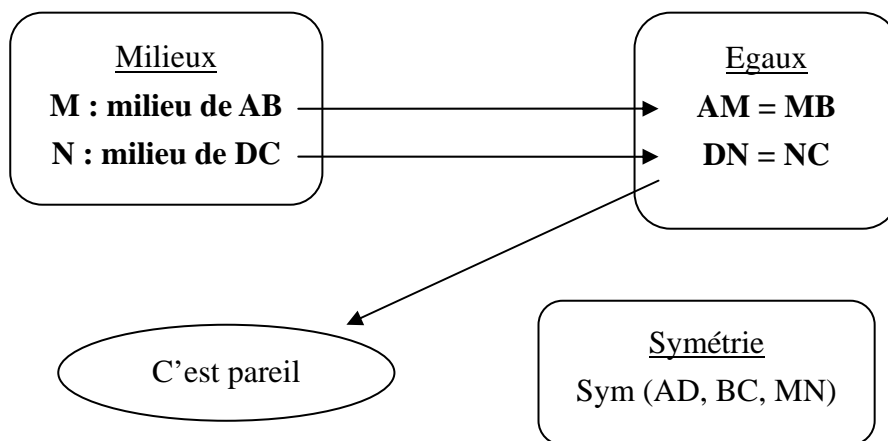 Milieux
M : milieu de AB
N : milieu de DC
Egaux
AM = MB
DN = NC
C’est pareil
Symétrie
Sym (AD, BC, MN)